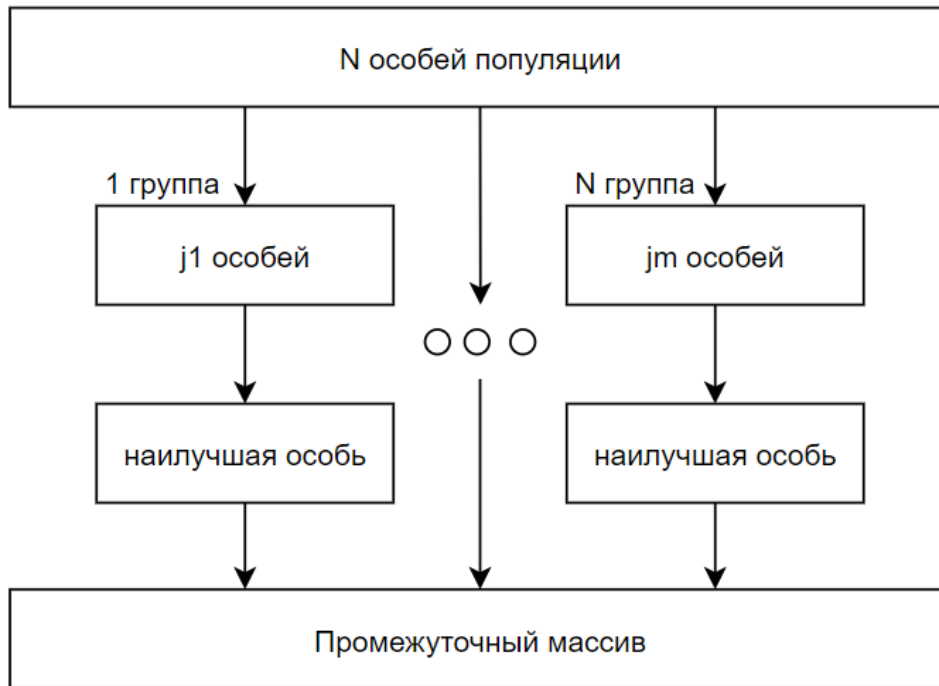 N особей популяции
1 группа
N группа
j1 особей
jm особей
наилучшая особь
наилучшая особь
Промежуточный массив